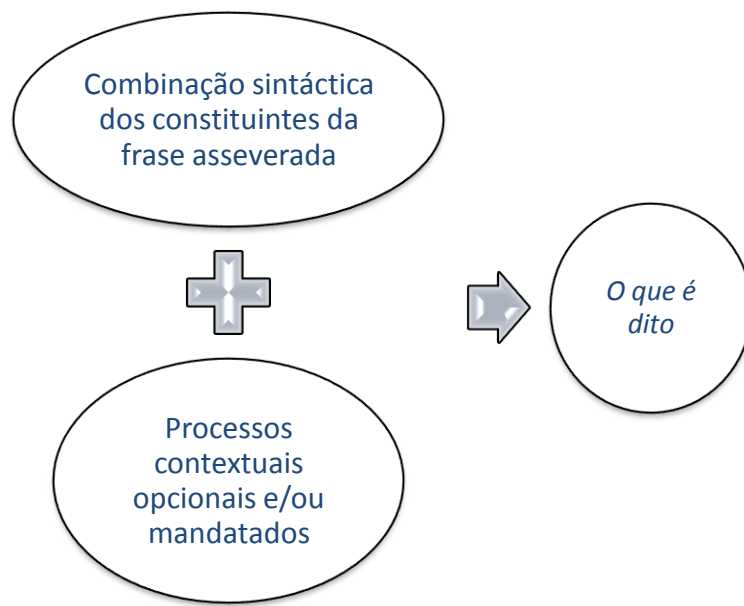 Combinação sintáctica
dos constituintes da
frase asseverada
O que é
dito
Processos
contextuais
opcionais e/ou
mandatados